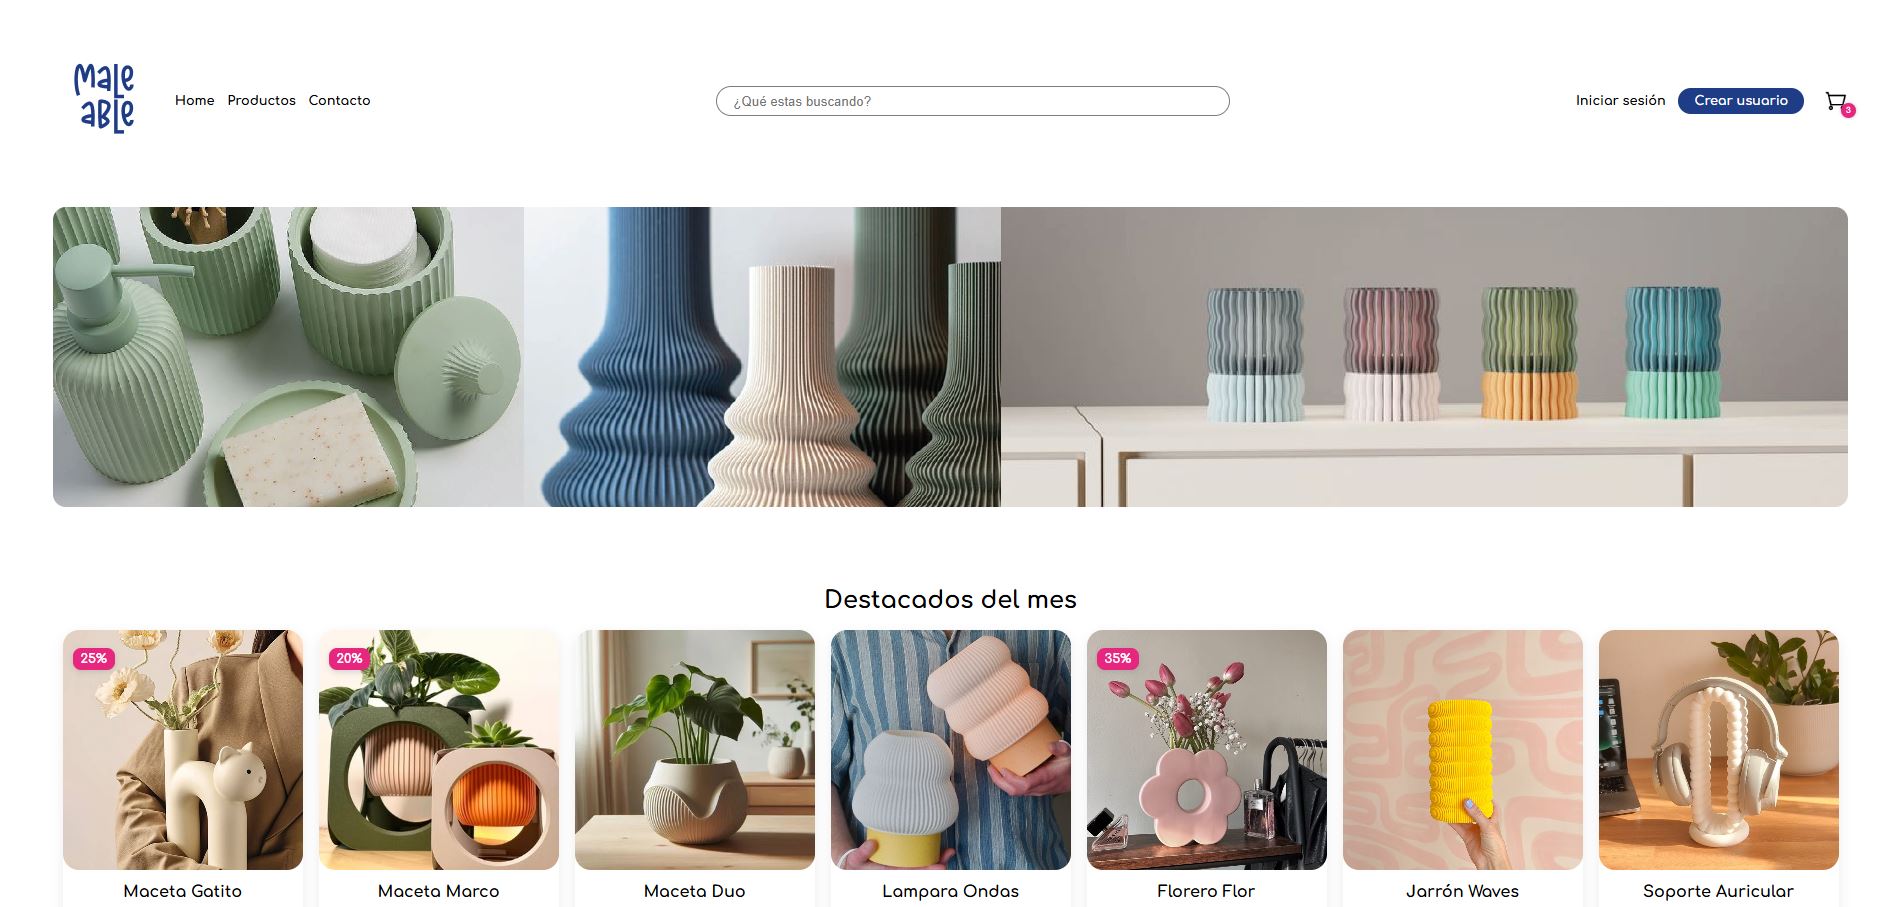 Male
able
Home Productos Contacto
¿Qué estas buscando?
Iniciar sesión Crear usuario 3
Destacados del mes
25% 20% 35%
Maceta Gatito Maceta Marco Maceta Duo Lampara Ondas Florero Flor Jarrón Waves Soporte Auricular